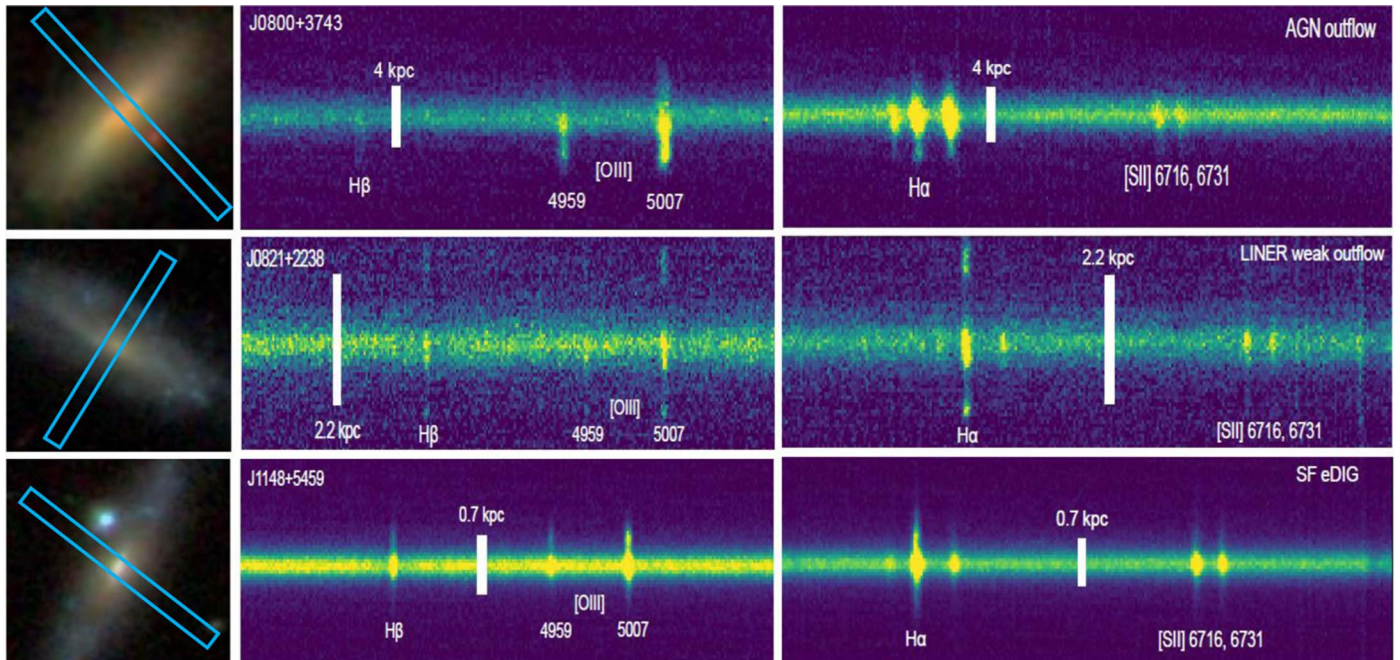 J0800+3743
AGN outflow
4 kpc
4 kpc
[OIII]
Hβ
4959
5007
Hα
[SII] 6716, 6731
J0821+2238
LINER weak outflow
2.2 kpc
2.2 kpc
[OIII]
Hβ
4959
5007
Hα
[SII] 6716, 6731
J1148+5459
SF eDIG
0.7 kpc
0.7 kpc
[OIII]
Hβ
4959
5007
Hα
[SII] 6716, 6731